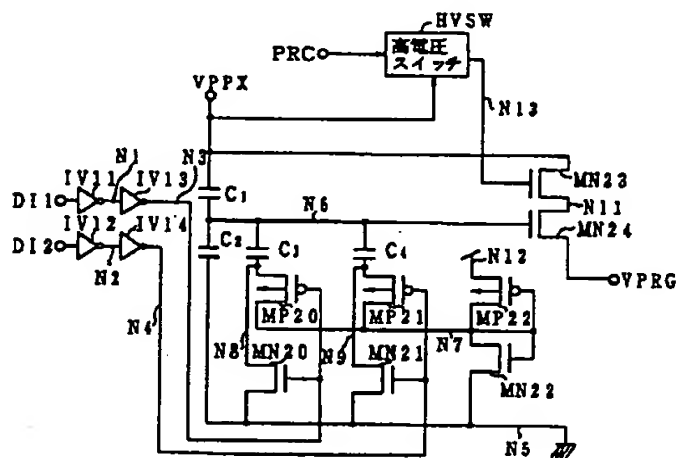 HVSW
PRC
高電圧
スイッチ
VPPX
N13
N1
N3
IV11
IV13
C1
N6
MN23
DI1
IV12
IV14
N11
C2
C3
C4
MN24
DI2
N12
N2
VPRG
MP20
MP21
MP22
N4
N8
N9
N7
MN20
MN21
MN22
N5